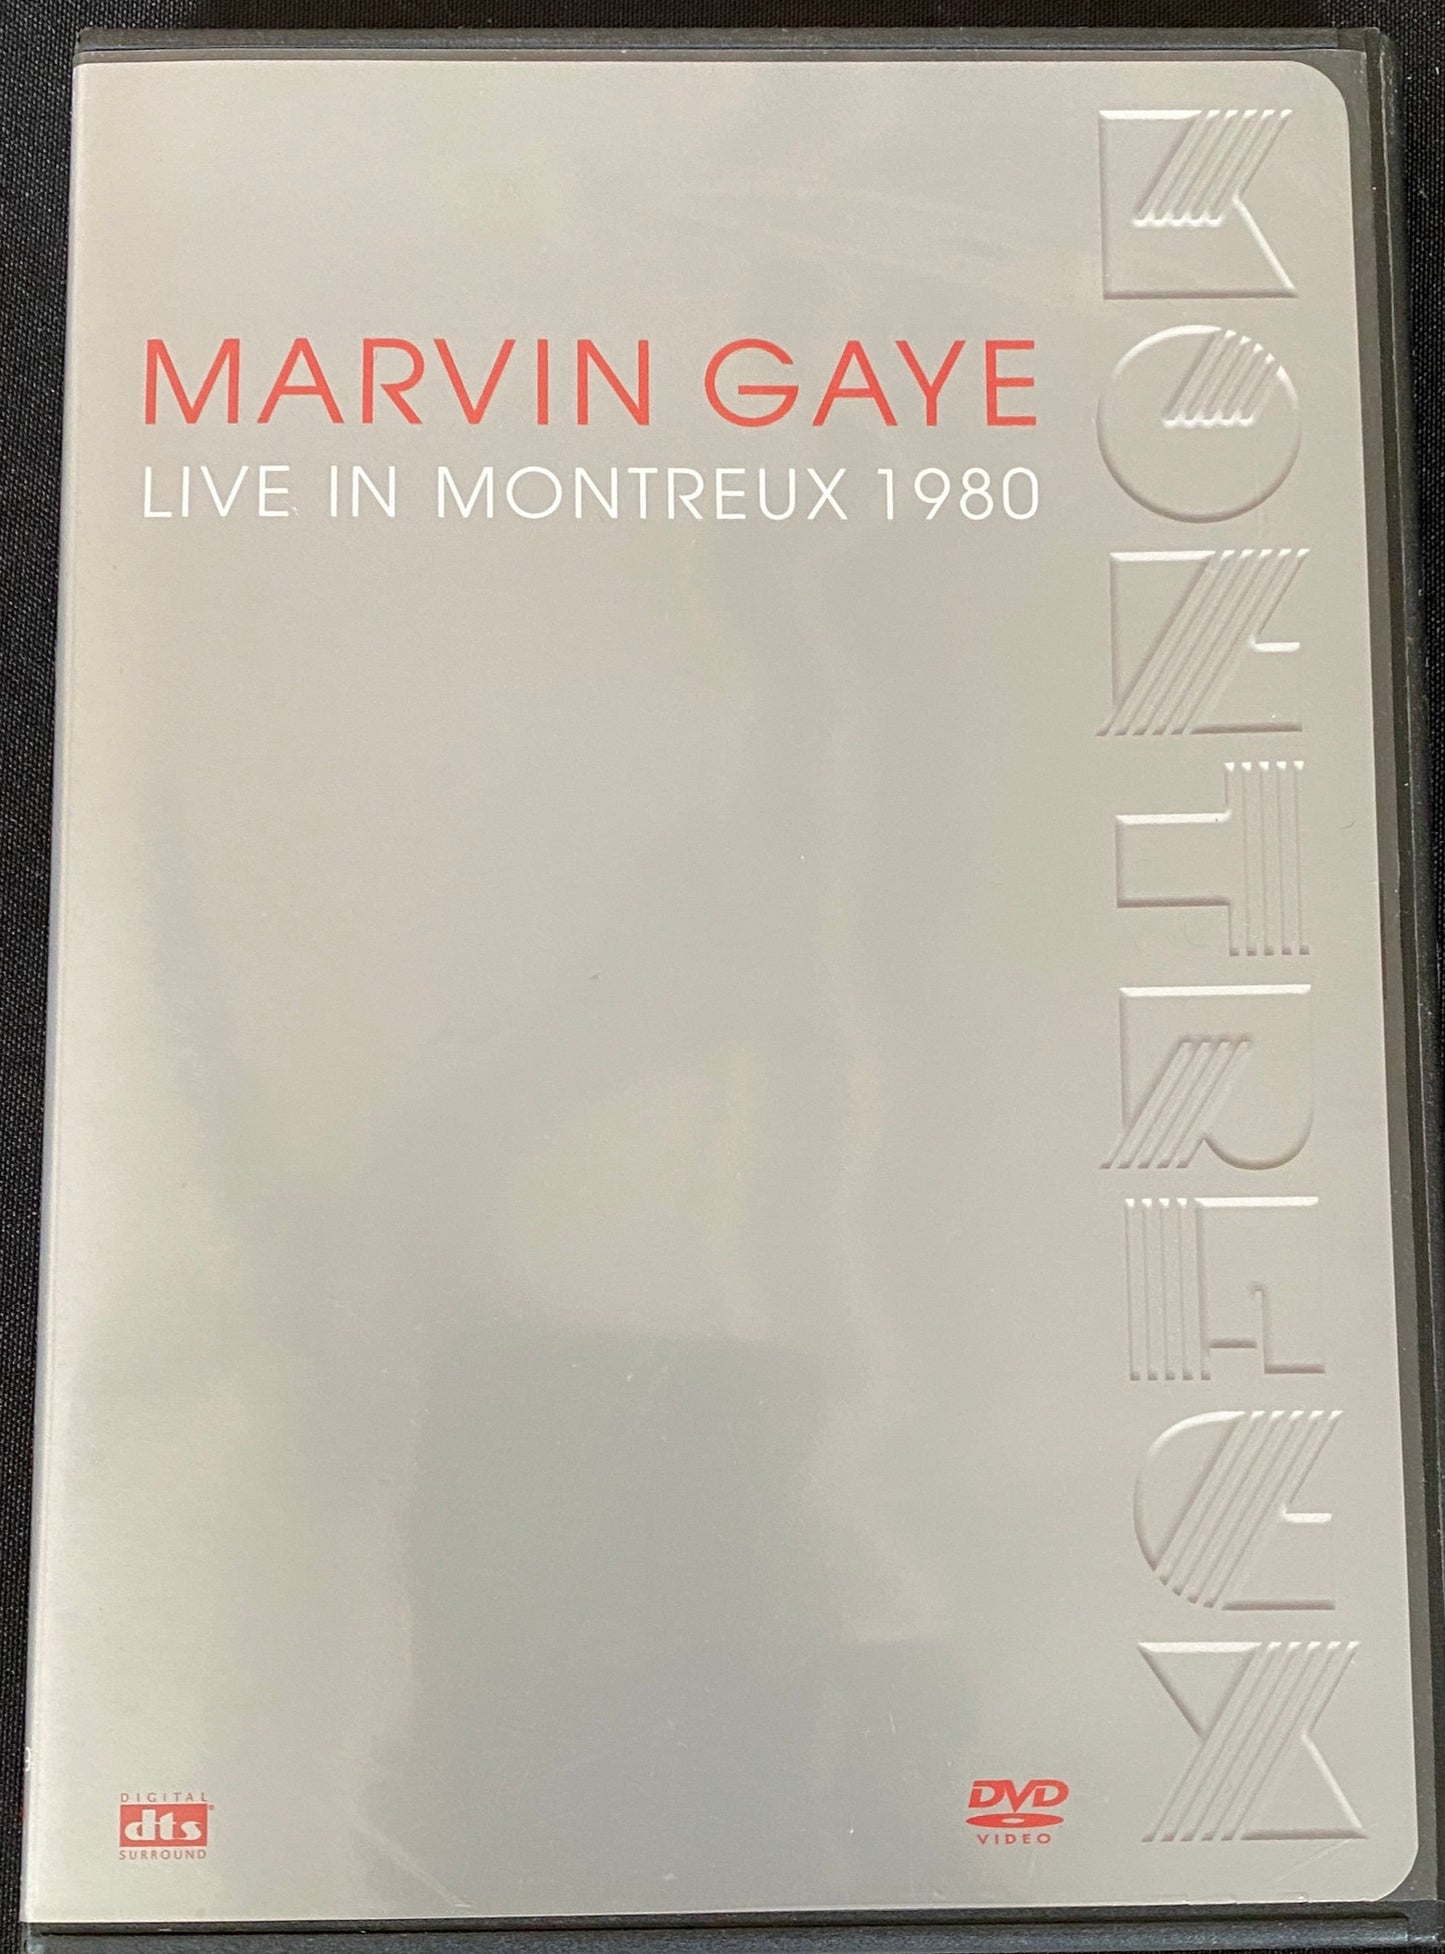 MARVIN GAYE
LIVE IN MONTREUX 1980
MONTREUX
DIGITAL
dts®
SURROUND
DVD
VIDEO